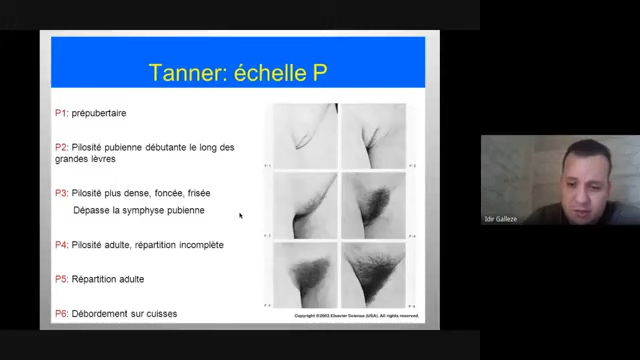 Tanner: échelle P
P1: prépubertaire
P2: Pilosité pubienne débutante le long des
grandes lèvres
P3: Pilosité plus dense, foncée, frisée
Dépasse la symphyse pubienne
P4: Pilosité adulte, répartition incomplète
P5: Répartition adulte
P6: Débordement sur cuisses
Copyright ©2003 Elsevier Science (USA). All rights reserved.
Idir Galleze